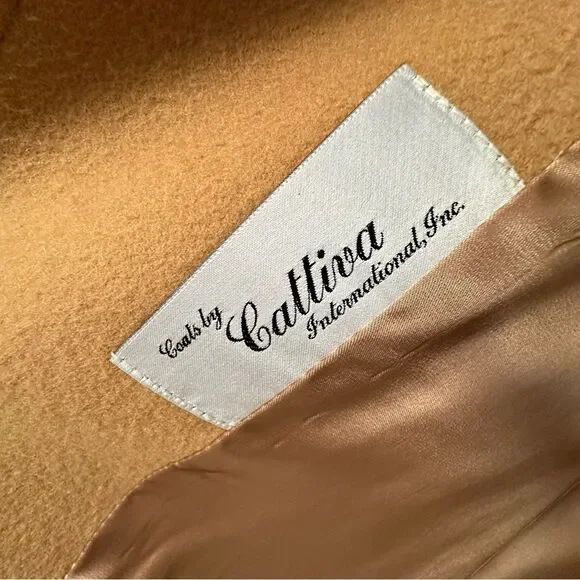 Coats by
Cattiva
International, Inc.